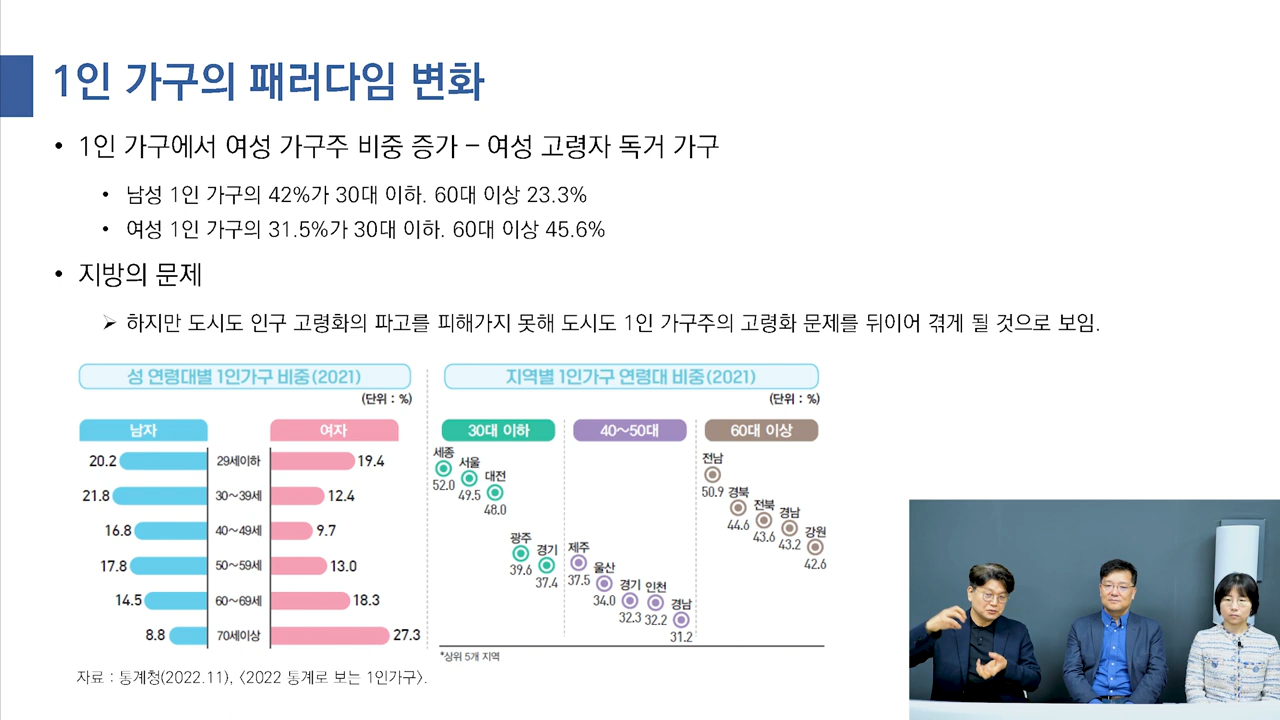 1인 가구의 패러다임 변화
• 1인 가구에서 여성 가구주 비중 증가 – 여성 고령자 독거 가구
• 남성 1인 가구의 42%가 30대 이하. 60대 이상 23.3%
• 여성 1인 가구의 31.5%가 30대 이하. 60대 이상 45.6%
• 지방의 문제
➢ 하지만 도시도 인구 고령화의 파고를 피해가지 못해 도시도 1인 가구주의 고령화 문제를 뒤이어 겪게 될 것으로 보임.
성 연령대별 1인가구 비중(2021)
(단위 : %)
남자 여자
20.2 29세이하 19.4
21.8 30~39세 12.4
16.8 40~49세 9.7
17.8 50~59세 13.0
14.5 60~69세 18.3
8.8 70세이상 27.3
지역별 1인가구 연령대 비중(2021)
(단위 : %)
30대 이하
세종 52.0
서울 49.5
대전 48.0
광주 39.6
경기 37.4
40~50대
제주 37.5
울산 34.0
경기 32.3
인천 32.2
경남 31.2
60대 이상
전남 50.9
경북 44.6
전북 43.6
경남 43.2
강원 42.6
*상위 5개 지역
자료 : 통계청(2022.11), <2022 통계로 보는 1인가구>.